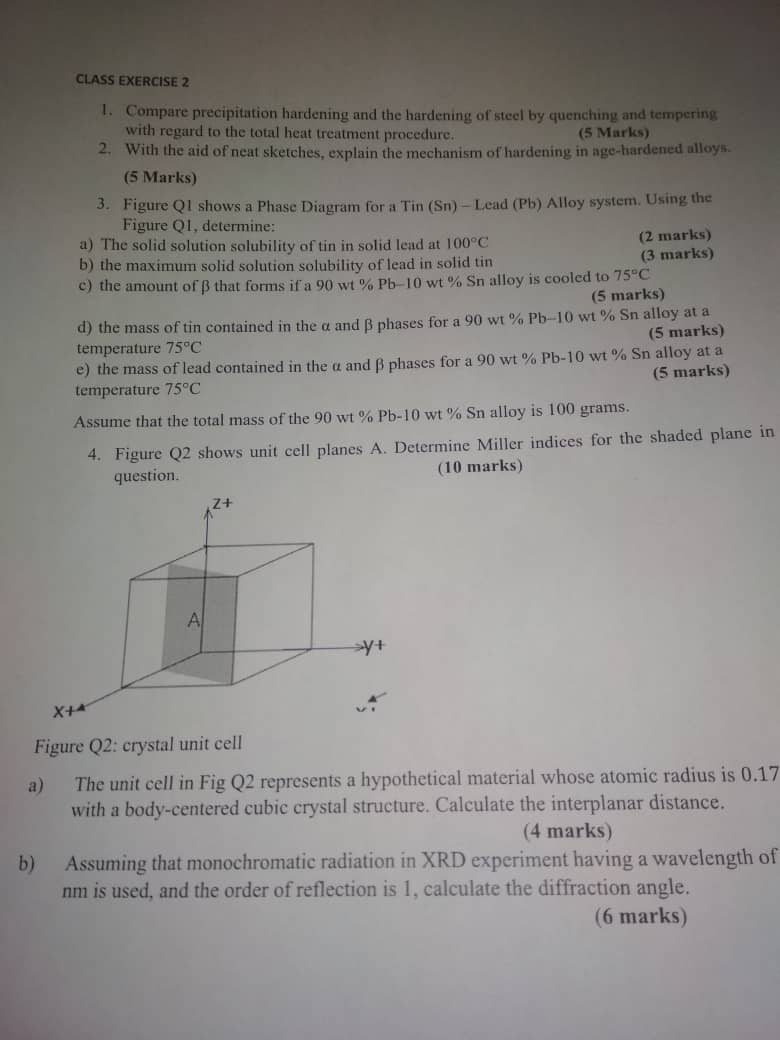 CLASS EXERCISE 2
1. Compare precipitation hardening and the hardening of steel by quenching and tempering
with regard to the total heat treatment procedure. (5 Marks)
2. With the aid of neat sketches, explain the mechanism of hardening in age-hardened alloys.
(5 Marks)
3. Figure Q1 shows a Phase Diagram for a Tin (Sn) – Lead (Pb) Alloy system. Using the
Figure Q1, determine:
a) The solid solution solubility of tin in solid lead at 100°C (2 marks)
b) the maximum solid solution solubility of lead in solid tin (3 marks)
c) the amount of β that forms if a 90 wt % Pb–10 wt % Sn alloy is cooled to 75°C
(5 marks)
d) the mass of tin contained in the α and β phases for a 90 wt % Pb–10 wt % Sn alloy at a
temperature 75°C (5 marks)
e) the mass of lead contained in the α and β phases for a 90 wt % Pb-10 wt % Sn alloy at a
temperature 75°C (5 marks)
Assume that the total mass of the 90 wt % Pb-10 wt % Sn alloy is 100 grams.
4. Figure Q2 shows unit cell planes A. Determine Miller indices for the shaded plane in
question. (10 marks)
Z+
A
y+
X+
Figure Q2: crystal unit cell
a) The unit cell in Fig Q2 represents a hypothetical material whose atomic radius is 0.17
with a body-centered cubic crystal structure. Calculate the interplanar distance.
(4 marks)
b) Assuming that monochromatic radiation in XRD experiment having a wavelength of
nm is used, and the order of reflection is 1, calculate the diffraction angle.
(6 marks)